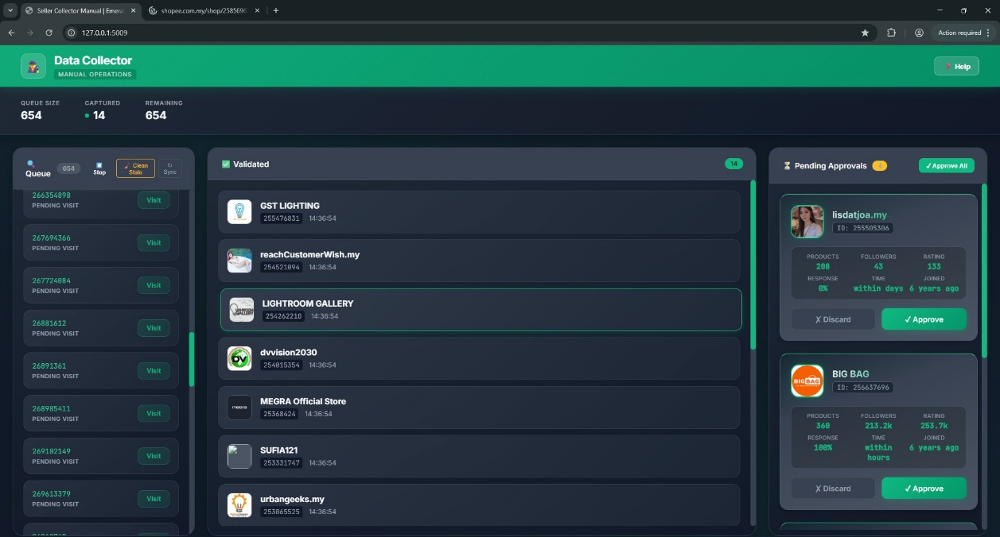 Seller Collector Manual | Emera
shopee.com.my/shop/258569
127.0.0.1:5009
Action required
Data Collector
MANUAL OPERATIONS
Help
QUEUE SIZE
654
CAPTURED
14
REMAINING
654
Queue
654
Stop
Clean
Stale
Sync
266354898
PENDING VISIT
Visit
267694366
PENDING VISIT
Visit
267724084
PENDING VISIT
Visit
26881612
PENDING VISIT
Visit
26891361
PENDING VISIT
Visit
268985411
PENDING VISIT
Visit
269102149
PENDING VISIT
Visit
269613379
PENDING VISIT
Visit
Validated
14
GST LIGHTING
255476831 14:36:54
reachCustomerWish.my
254521094 14:36:54
LIGHTROOM GALLERY
254262210 14:36:54
dvvision2030
254015354 14:36:54
MEGRA Official Store
25368424 14:36:54
SUFIA121
253331747 14:36:54
urbangeeks.my
253065525 14:36:54
Pending Approvals
✓ Approve All
lisdatjoa.my
ID: 255505306
PRODUCTS FOLLOWERS RATING
208 43 133
RESPONSE TIME JOINED
0% within days 6 years ago
✗ Discard
✓ Approve
BIG BAG
BIG BAG
ID: 256637696
PRODUCTS FOLLOWERS RATING
360 213.2k 253.7k
RESPONSE TIME JOINED
100% within hours 6 years ago
✗ Discard
✓ Approve